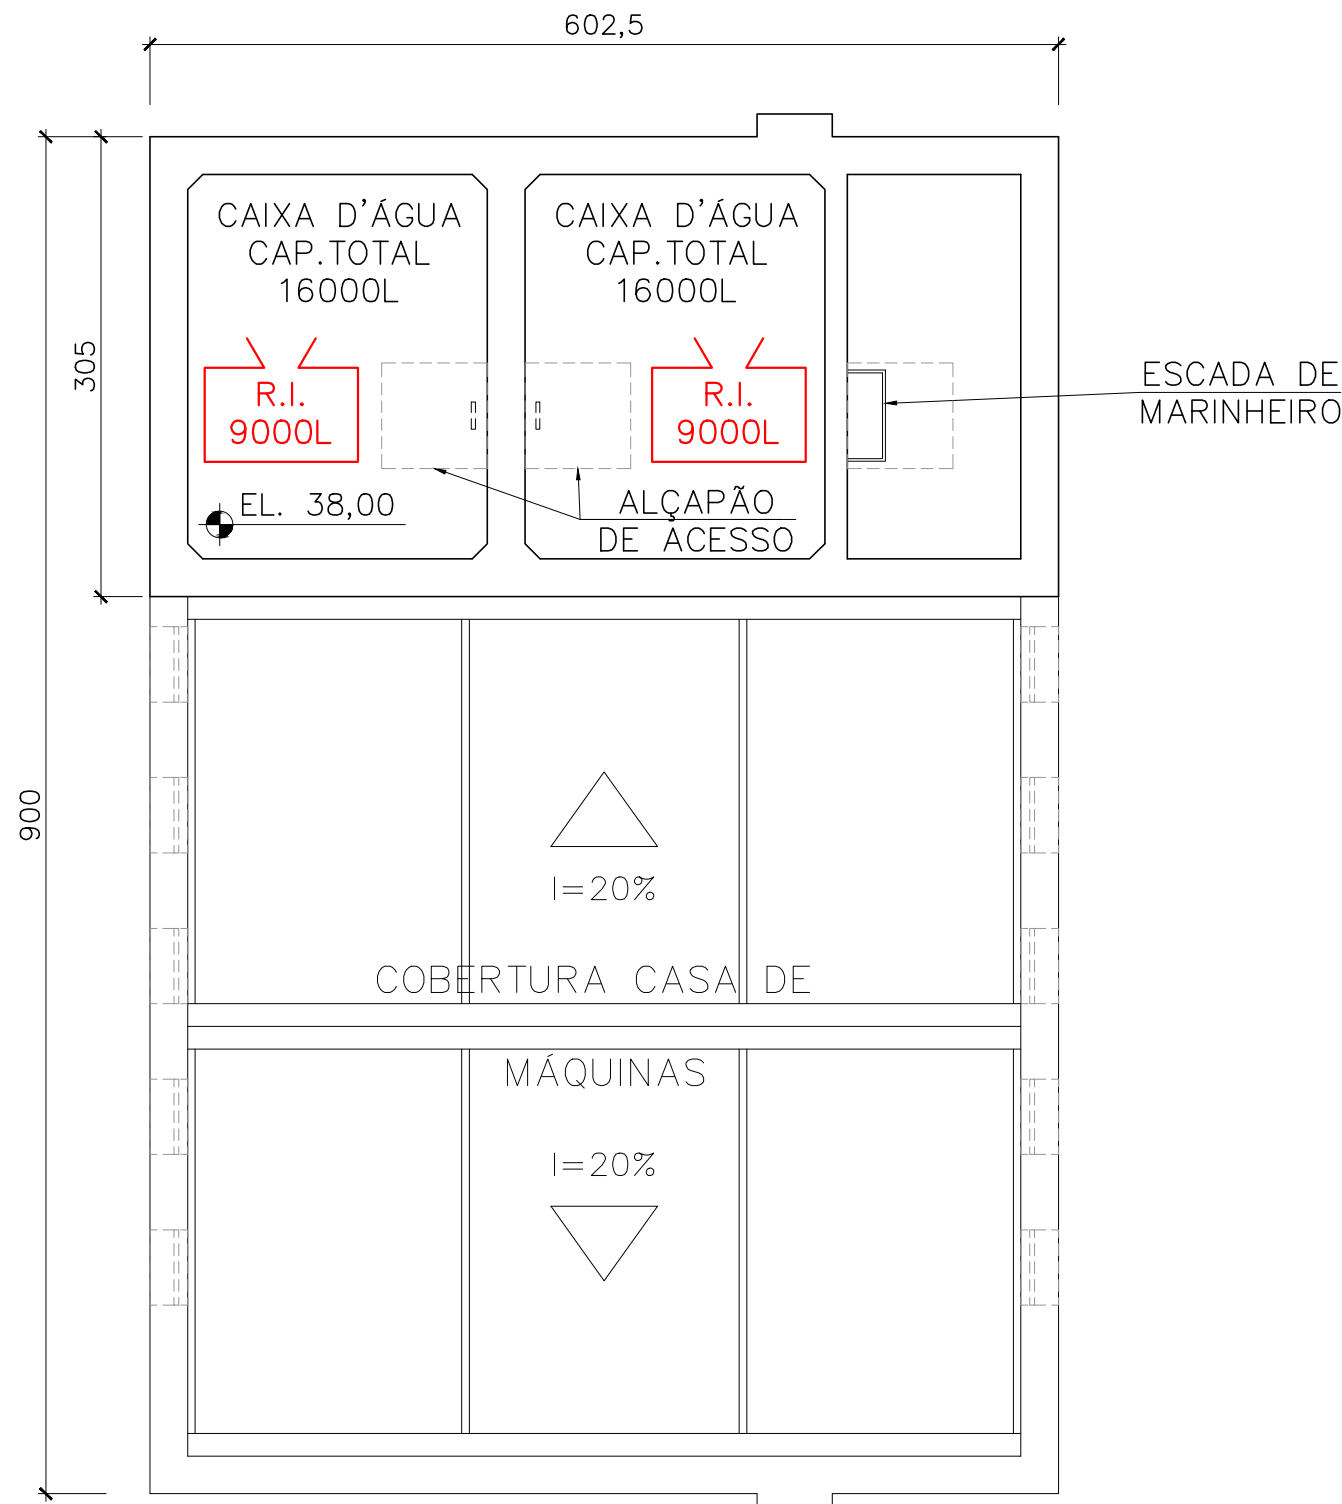 602,5
CAIXA D'ÁGUA
CAP.TOTAL
16000L
CAIXA D'ÁGUA
CAP.TOTAL
16000L
305
R.I.
9000L
R.I.
9000L
ESCADA DE
MARINHEIRO
EL. 38,00
ALÇAPÃO
DE ACESSO
900
I=20%
COBERTURA CASA DE
MÁQUINAS
I=20%